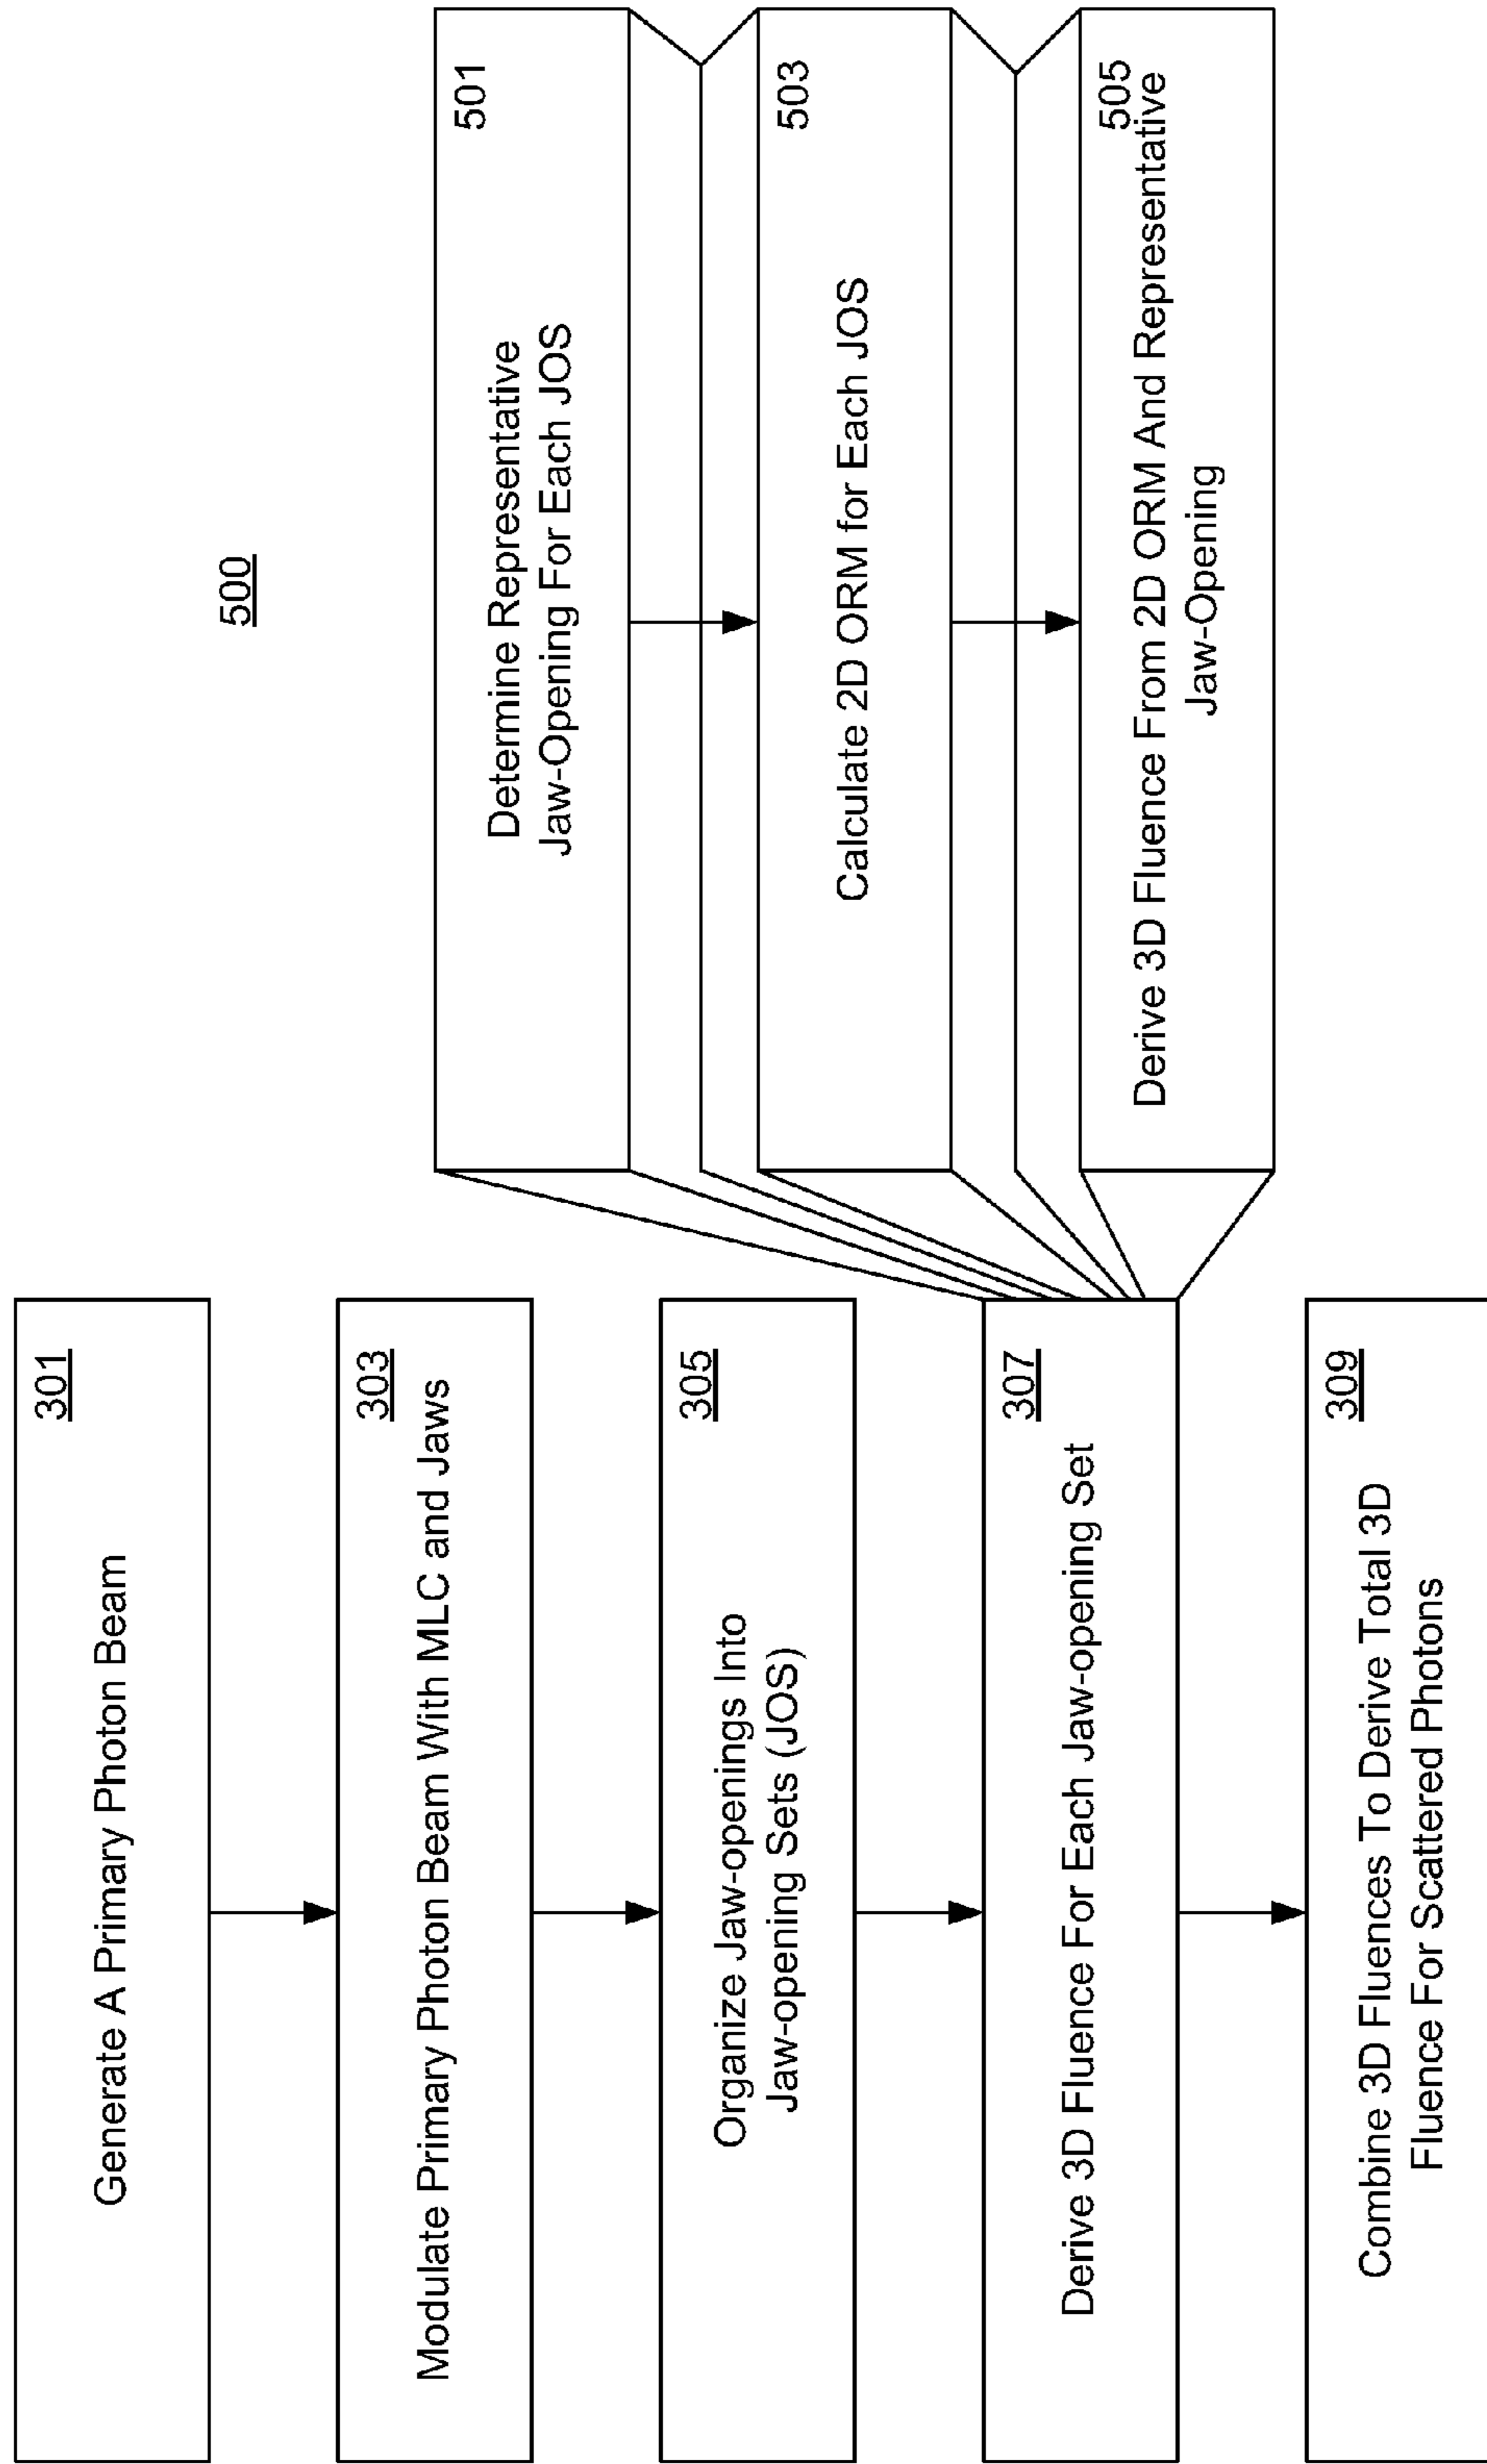 500
301
Generate A Primary Photon Beam
303
Modulate Primary Photon Beam With MLC and Jaws
305
Organize Jaw-openings Into
Jaw-opening Sets (JOS)
307
Derive 3D Fluence For Each Jaw-opening Set
309
Combine 3D Fluences To Derive Total 3D
Fluence For Scattered Photons
501
Determine Representative
Jaw-Opening For Each JOS
503
Calculate 2D ORM for Each JOS
505
Derive 3D Fluence From 2D ORM And Representative
Jaw-Opening